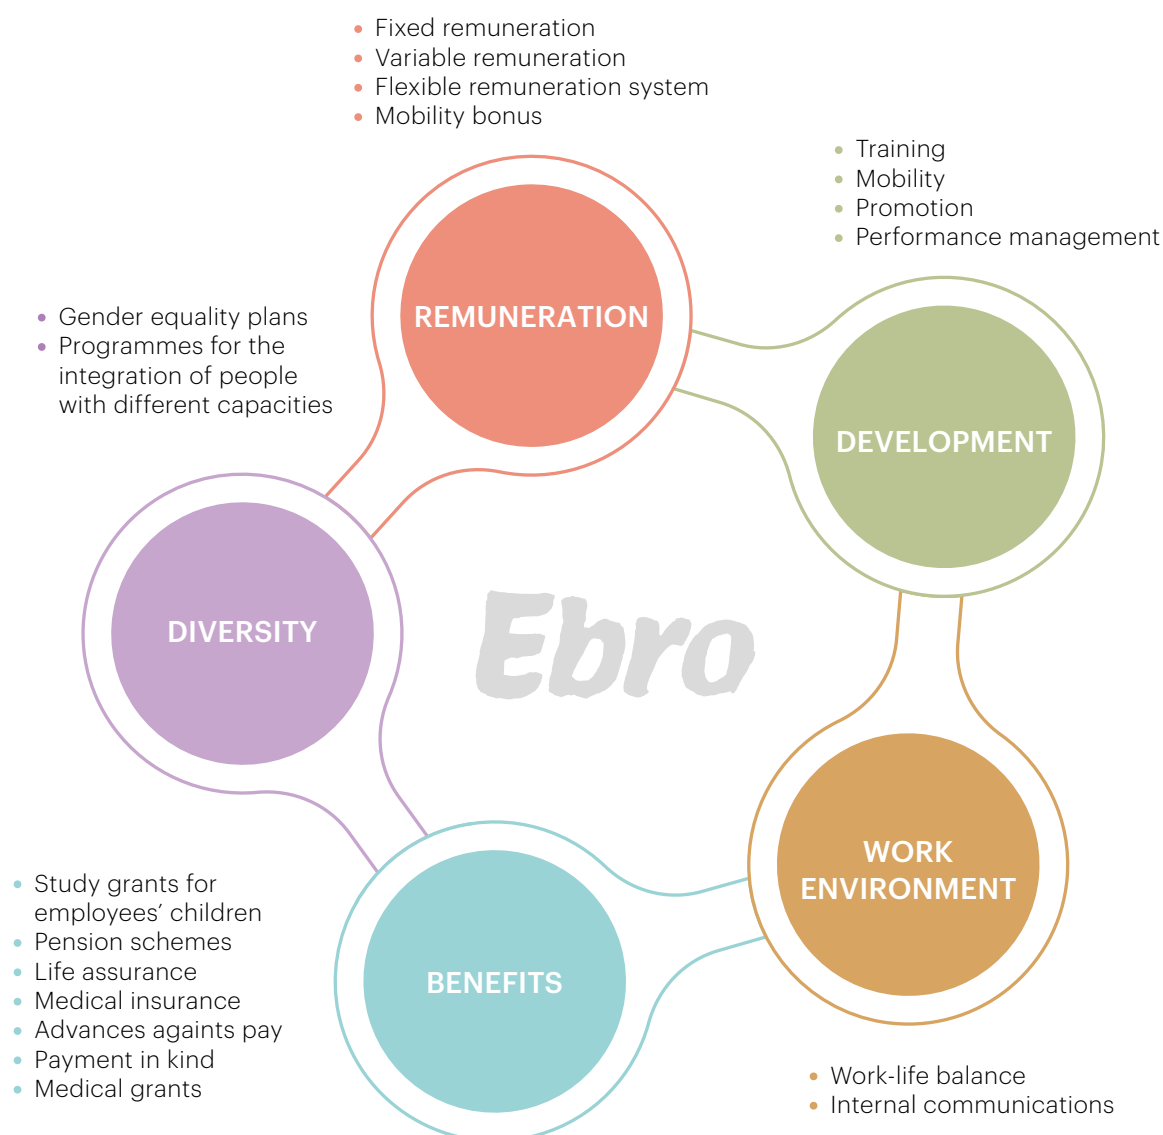 Fixed remuneration
Variable remuneration
Flexible remuneration system
Mobility bonus
REMUNERATION
Training
Mobility
Promotion
Performance management
DEVELOPMENT
Gender equality plans
Programmes for the
integration of people
with different capacities
DIVERSITY
Ebro
WORK
ENVIRONMENT
Work-life balance
Internal communications
BENEFITS
Study grants for
employees’ children
Pension schemes
Life assurance
Medical insurance
Advances againts pay
Payment in kind
Medical grants